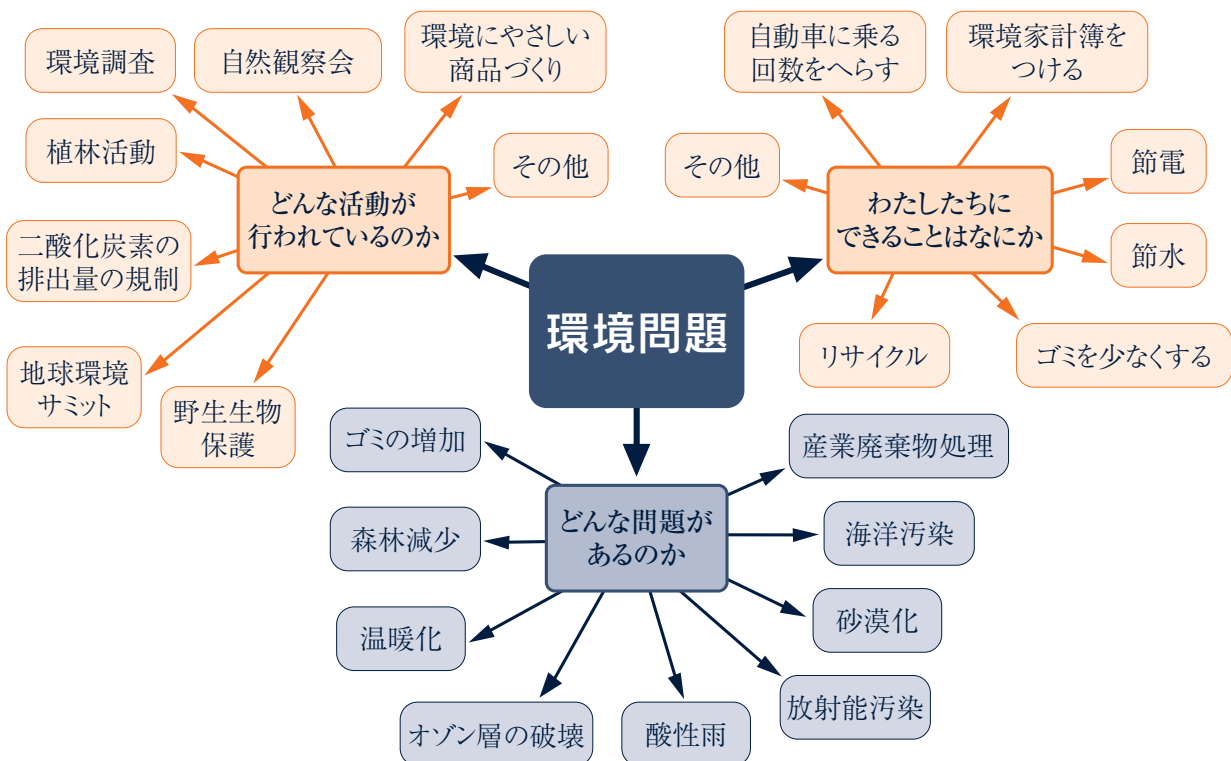 環境問題
どんな活動が
行われているのか
環境調査
自然観察会
環境にやさしい
商品づくり
その他
植林活動
二酸化炭素の
排出量の規制
地球環境
サミット
野生生物
保護
わたしたちに
できることはなにか
自動車に乗る
回数をへらす
環境家計簿を
つける
その他
節電
節水
リサイクル
ゴミを少なくする
どんな問題が
あるのか
ゴミの増加
産業廃棄物処理
森林減少
海洋汚染
温暖化
砂漠化
オゾン層の破壊
酸性雨
放射能汚染